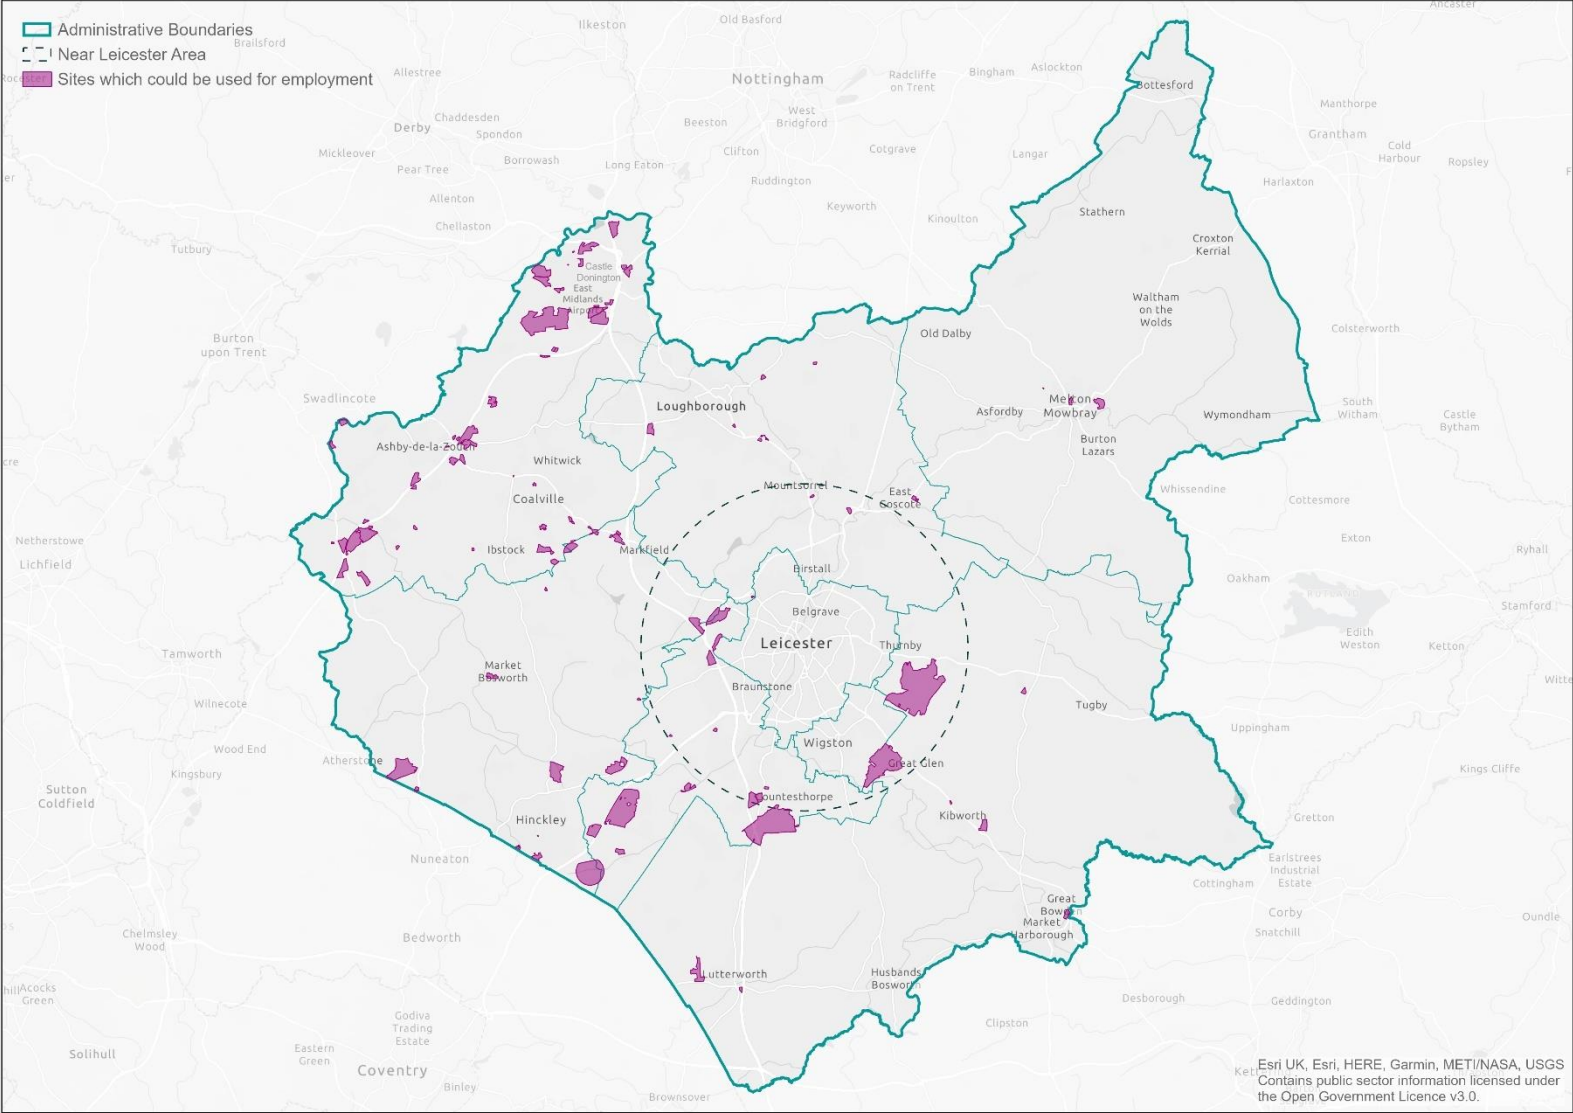 Administrative Boundaries
Near Leicester Area
Sites which could be used for employment
Ancaster
Ilkeston
Old Basford
Brailsford
Rocester
Allestree
Nottingham
Radcliffe
on Trent
Bingham
Aslockton
Bottesford
Manthorpe
Chaddesden
Derby
Spondon
Beeston
West
Bridgford
Grantham
Mickleover
Borrowash
Pear Tree
Long Eaton
Clifton
Cotgrave
Langar
Cold
Harbour
Ropsley
Ruddington
Harlaxton
Allenton
Keyworth
Kinoulton
Stathern
Chellaston
Tutbury
Croxton
Kerrial
Castle
Donington
East
Midlands
Airport
Waltham
on the
Wolds
Burton
upon Trent
Old Dalby
Colsterworth
Swadlincote
Loughborough
Melton
Mowbray
Asfordby
Wymondham
South
Witham
Castle
Bytham
Ashby-de-la-Zouch
Burton
Lazars
Whitwick
Coalville
Mountsorrel
East
Goscote
Whissendine
Cottesmore
Netherstowe
Lichfield
Ibstock
Markfield
Exton
Ryhall
Birstall
Oakham
RUTLAND
Stamford
Belgrave
Leicester
Thurnby
Edith
Weston
Ketton
Tamworth
Market
Bosworth
Braunstone
Wilnecote
Tugby
Uppingham
Wood End
Wigston
Great Glen
Atherstone
Kingsbury
Kings Cliffe
Sutton
Coldfield
Countesthorpe
Hinckley
Kibworth
Gretton
Nuneaton
Earlstrees
Industrial
Estate
Cottingham
Great
Bowden
Market
Harborough
Corby
Snatchill
Oundle
Chelmsley
Wood
Bedworth
Lutterworth
Husbands
Bosworth
Acocks
Green
Desborough
Geddington
Godiva
Trading
Estate
Clipston
Solihull
Eastern
Green
Coventry
Binley
Brownsover
Esri UK, Esri, HERE, Garmin, METI/NASA, USGS
Contains public sector information licensed under
the Open Government Licence v3.0.